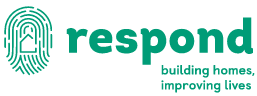 respond
building homes,
improving lives